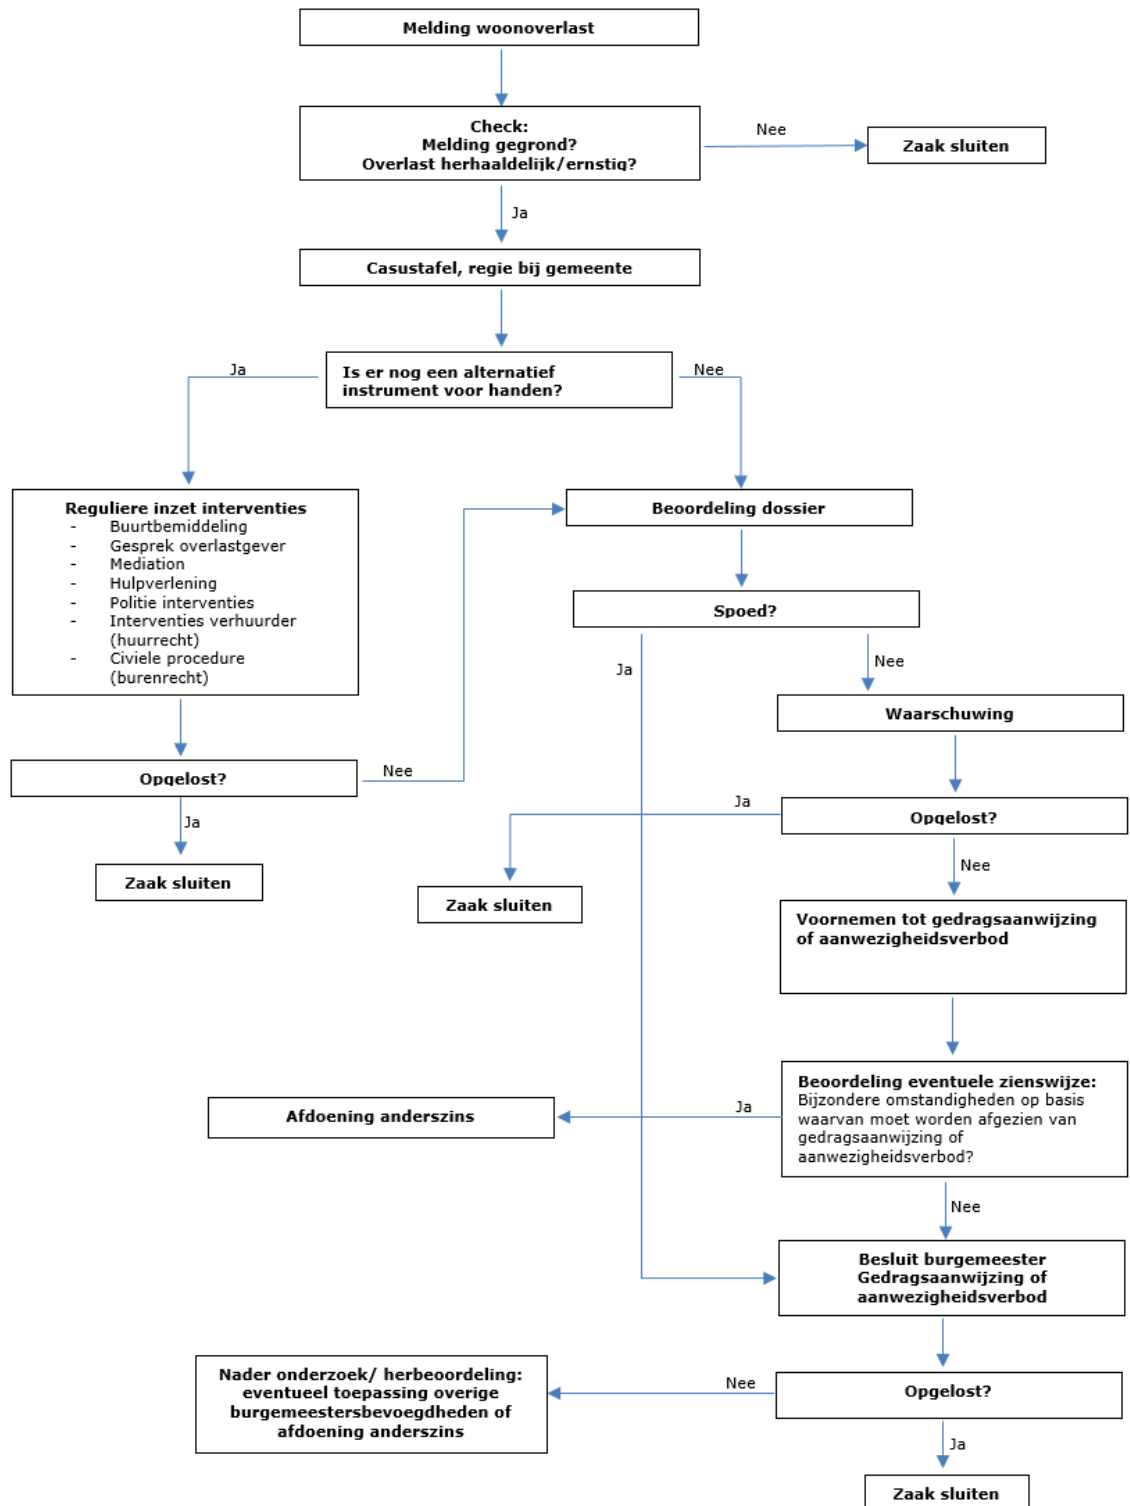 Melding woonoverlast
Check:
Melding gegrond?
Overlast herhaaldelijk/ernstig?
Nee
Zaak sluiten
Ja
Casustafel, regie bij gemeente
Is er nog een alternatief
instrument voor handen?
Ja
Nee
Reguliere inzet interventies
- Buurtbemiddeling
- Gesprek overlastgever
- Mediation
- Hulpverlening
- Politie interventies
- Interventies verhuurder
(huurrecht)
- Civiele procedure
(burenrecht)
Beoordeling dossier
Spoed?
Ja
Nee
Waarschuwing
Opgelost?
Nee
Ja
Zaak sluiten
Opgelost?
Ja
Zaak sluiten
Nee
Voornemen tot gedragsaanwijzing
of aanwezigheidsverbod
Beoordeling eventuele zienswijze:
Bijzondere omstandigheden op basis
waarvan moet worden afgezien van
gedragsaanwijzing of
aanwezigheidsverbod?
Ja
Afdoening anderszins
Nee
Besluit burgemeester
Gedragsaanwijzing of
aanwezigheidsverbod
Opgelost?
Nee
Nader onderzoek/ herbeoordeling:
eventueel toepassing overige
burgemeestersbevoegdheden of
afdoening anderszins
Ja
Zaak sluiten